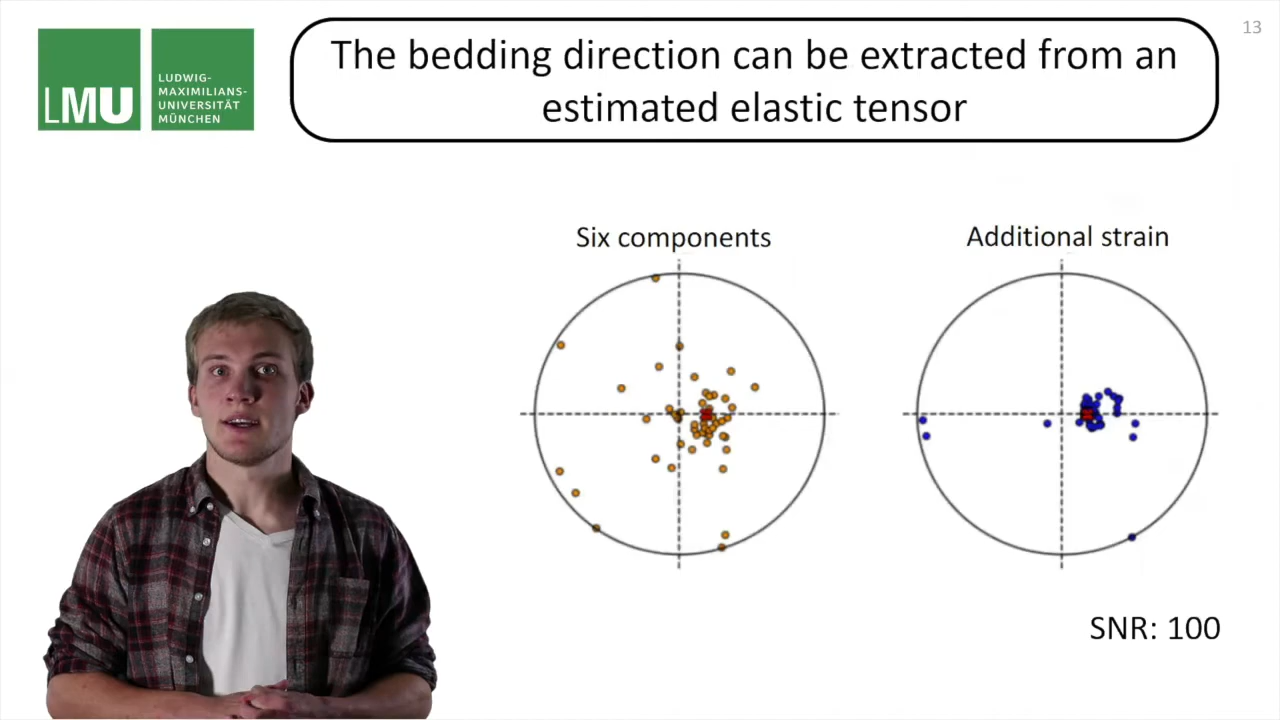 13
LMU
LUDWIG-
MAXIMILIANS-
UNIVERSITÄT
MÜNCHEN
The bedding direction can be extracted from an
estimated elastic tensor
Six components
Additional strain
SNR: 100